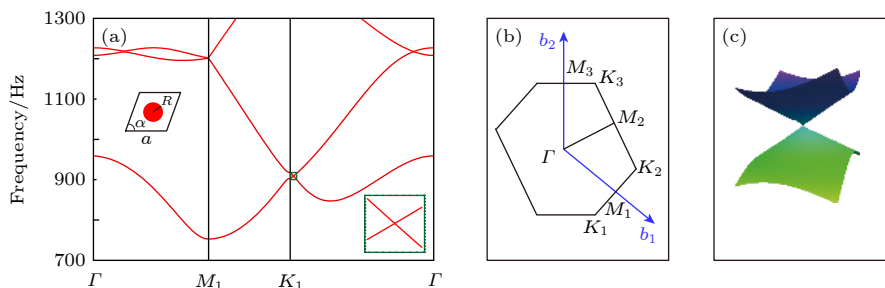 (a)
(b)
(c)
Frequency/Hz
1300
1100
900
700
R
α
a
Γ
M1
K1
Γ
b2
M3
K3
M2
Γ
K2
M1
K1
b1